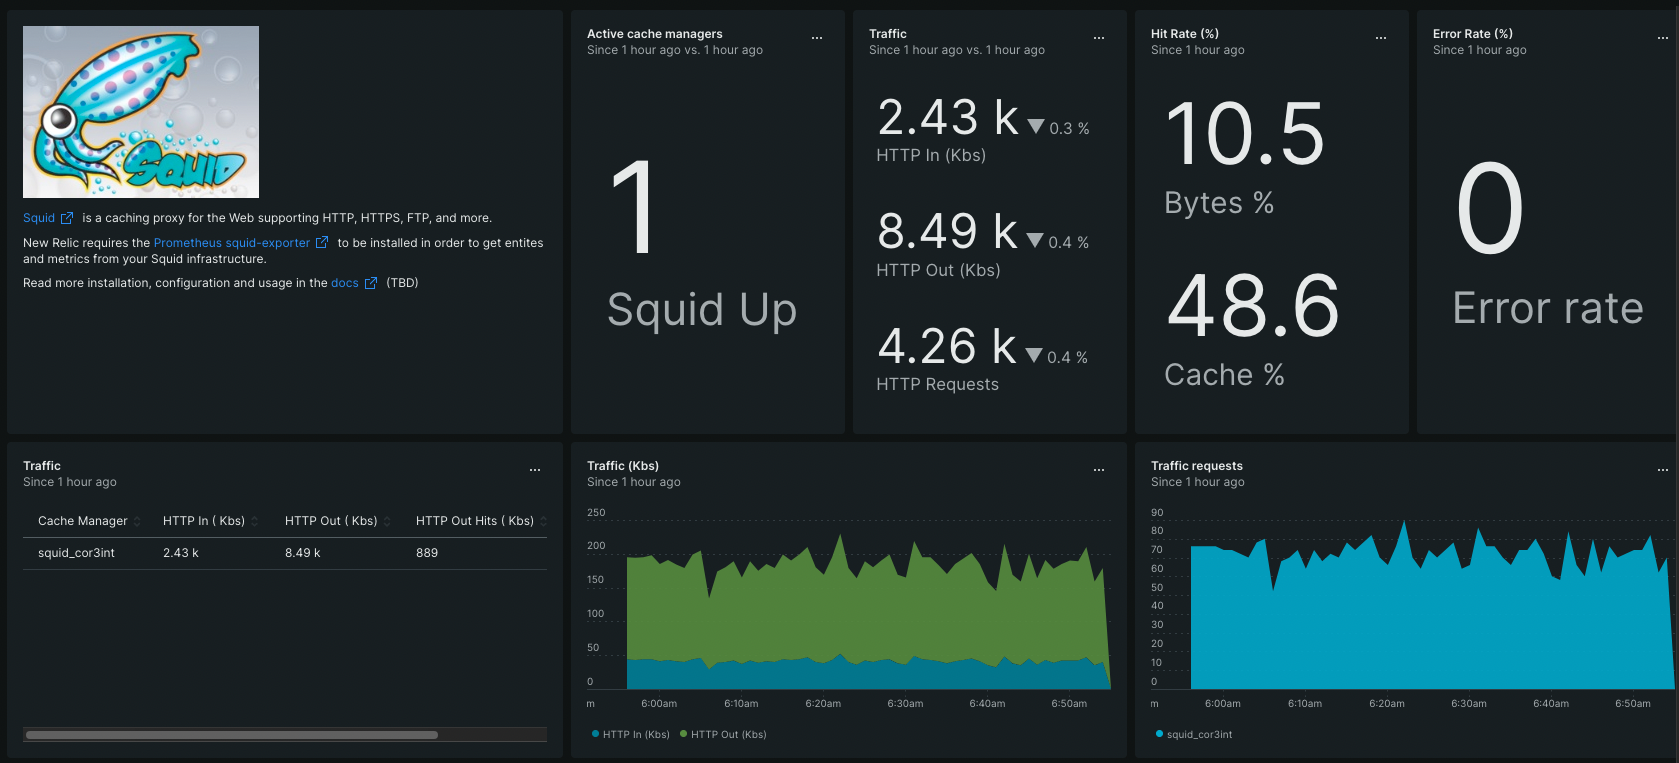 SQUID
Squid is a caching proxy for the Web supporting HTTP, HTTPS, FTP, and more.
New Relic requires the Prometheus squid-exporter to be installed in order to get entites
and metrics from your Squid infrastructure.
Read more installation, configuration and usage in the docs (TBD)
Active cache managers ...
Since 1 hour ago vs. 1 hour ago
1
Squid Up
Traffic ...
Since 1 hour ago vs. 1 hour ago
2.43 k ▼ 0.3 %
HTTP In (Kbs)
8.49 k ▼ 0.4 %
HTTP Out (Kbs)
4.26 k ▼ 0.4 %
HTTP Requests
Hit Rate (%) ...
Since 1 hour ago
10.5
Bytes %
48.6
Cache %
Error Rate (%) ...
Since 1 hour ago
0
Error rate
Traffic ...
Since 1 hour ago
Cache Manager HTTP In ( Kbs) HTTP Out ( Kbs) HTTP Out Hits ( Kbs)
squid_cor3int 2.43 k 8.49 k 889
Traffic (Kbs) ...
Since 1 hour ago
250
200
150
100
50
0
m 6:00am 6:10am 6:20am 6:30am 6:40am 6:50am
HTTP In (Kbs) HTTP Out (Kbs)
Traffic requests ...
Since 1 hour ago
90
80
70
60
50
40
30
20
10
0
m 6:00am 6:10am 6:20am 6:30am 6:40am 6:50am
squid_cor3int